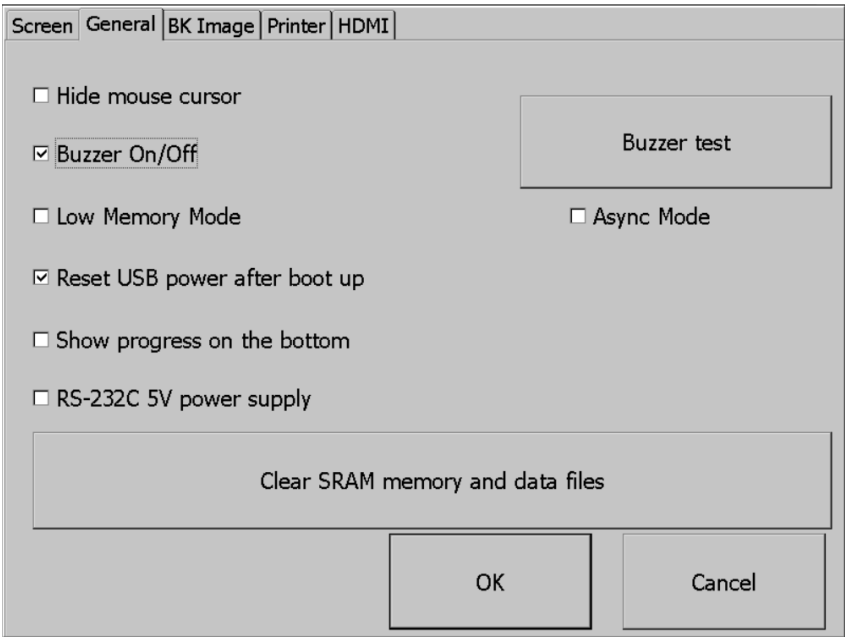 Screen General BK Image Printer HDMI
Hide mouse cursor
Buzzer test
Buzzer On/Off
Low Memory Mode Async Mode
Reset USB power after boot up
Show progress on the bottom
RS-232C 5V power supply
Clear SRAM memory and data files
OK Cancel